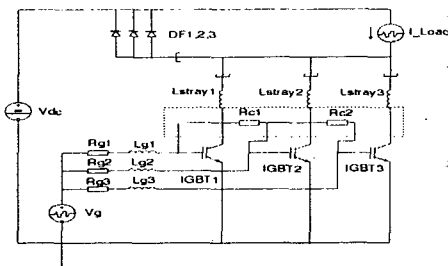 DF1,2,3
I_Load
Lstray1
Lstray2
Lstray3
Rc1
Rc2
Vdc
Rg1
Lg1
Rg2
Lg2
IGBT1
IGBT2
IGBT3
Rg3
Lg3
Vg